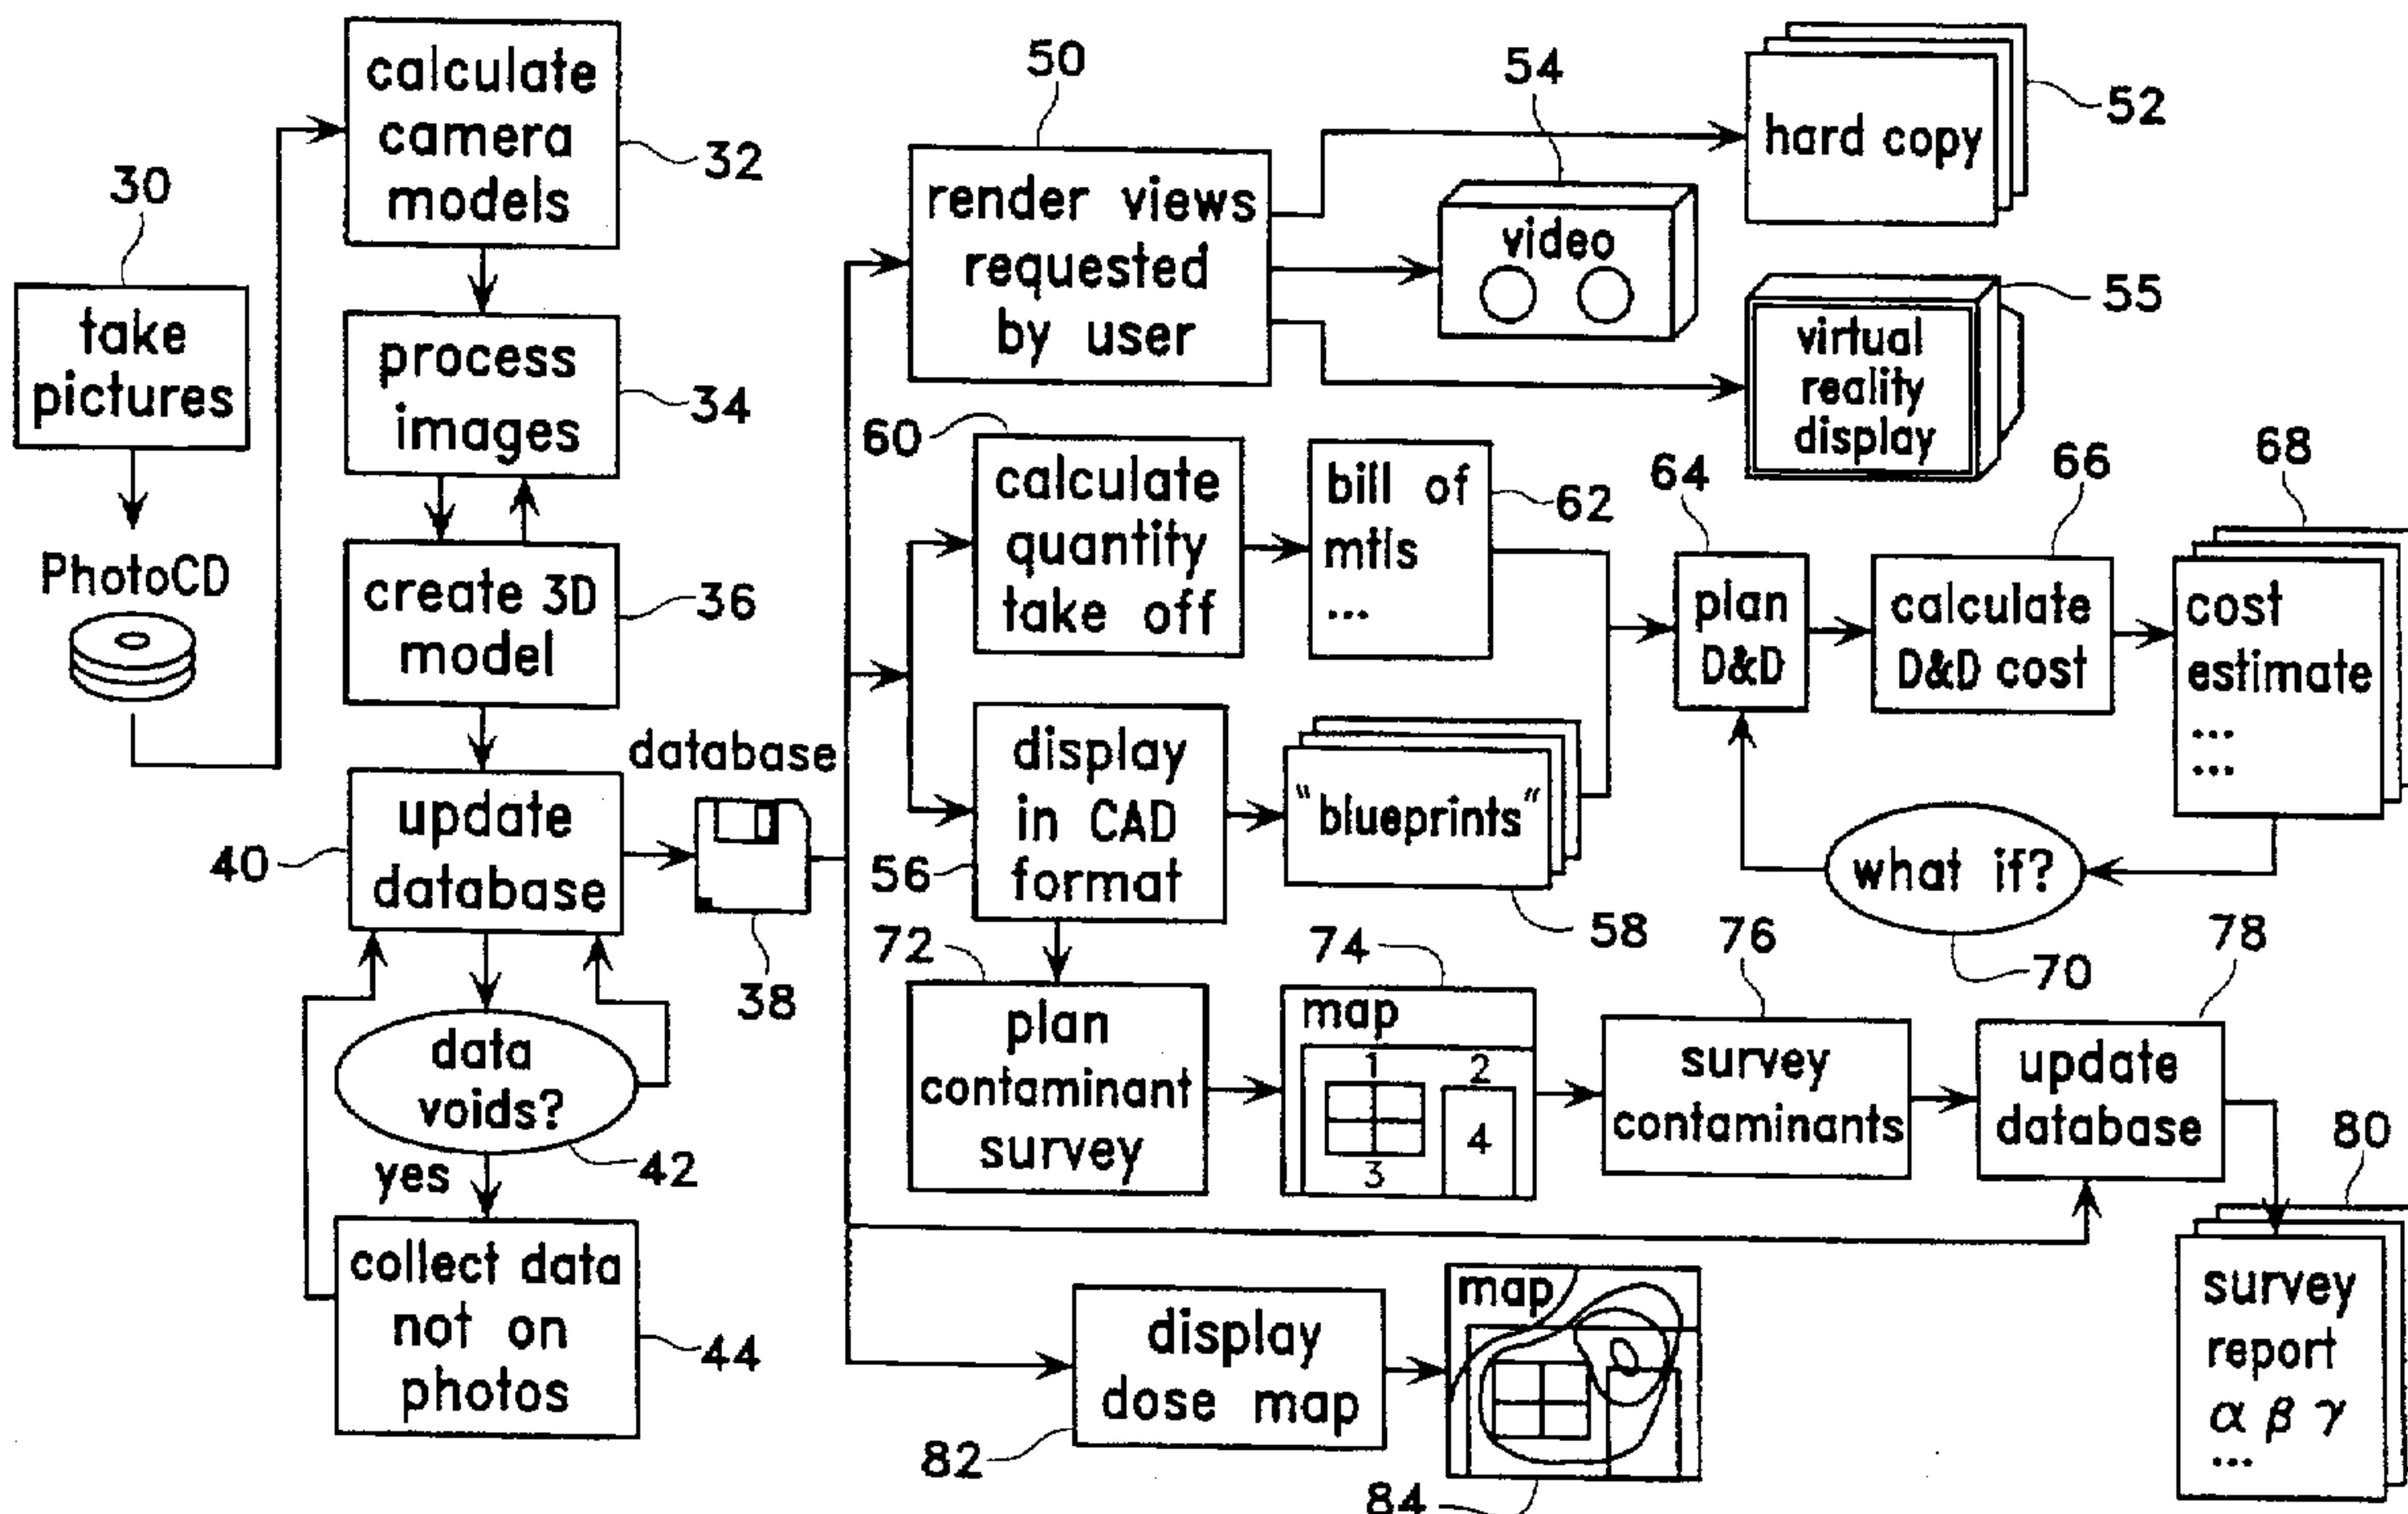 30
take
pictures
PhotoCD
calculate
camera
models
32
process
images
34
create 3D
model
36
update
database
40
database
38
data
voids?
42
yes
collect data
not on
photos
44
50
render views
requested
by user
hard copy
52
54
video
55
virtual
reality
display
60
calculate
quantity
take off
bill of
mtls
...
62
display
in CAD
format
56
"blueprints"
58
64
plan
D&D
66
calculate
D&D cost
68
cost
estimate
...
...
what if?
70
72
plan
contaminant
survey
74
map
1
2
3
4
76
survey
contaminants
78
update
database
80
survey
report
α β γ
...
display
dose map
82
map
84